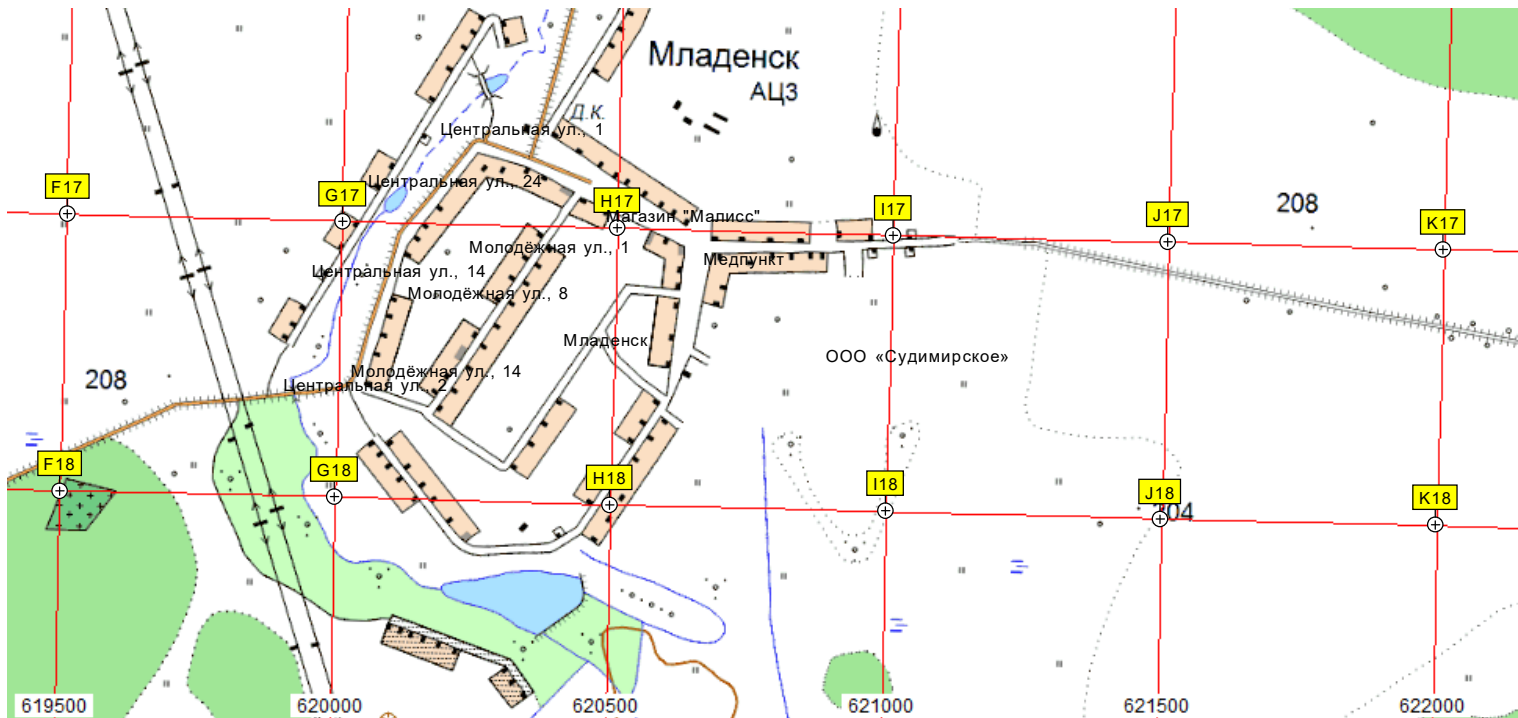 Младенск
АЦЗ
Д.К.
Центральная ул., 1
Центральная ул., 24
F17
G17
H17
I17
J17
K17
208
Магазин "Малисс"
Молодёжная ул., 1
Медпункт
Центральная ул., 14
Молодёжная ул., 8
Младенск
ООО «Судимирское»
208
Молодёжная ул., 14
Центральная ул., 2
F18
G18
H18
I18
J18
K18
619500
620000
620500
621000
621500
622000